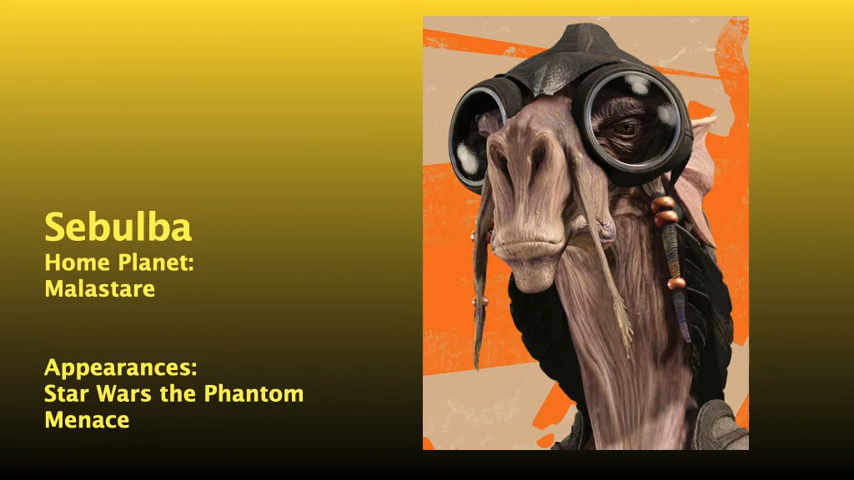 Sebulba
Home Planet:
Malastare
Appearances:
Star Wars the Phantom
Menace